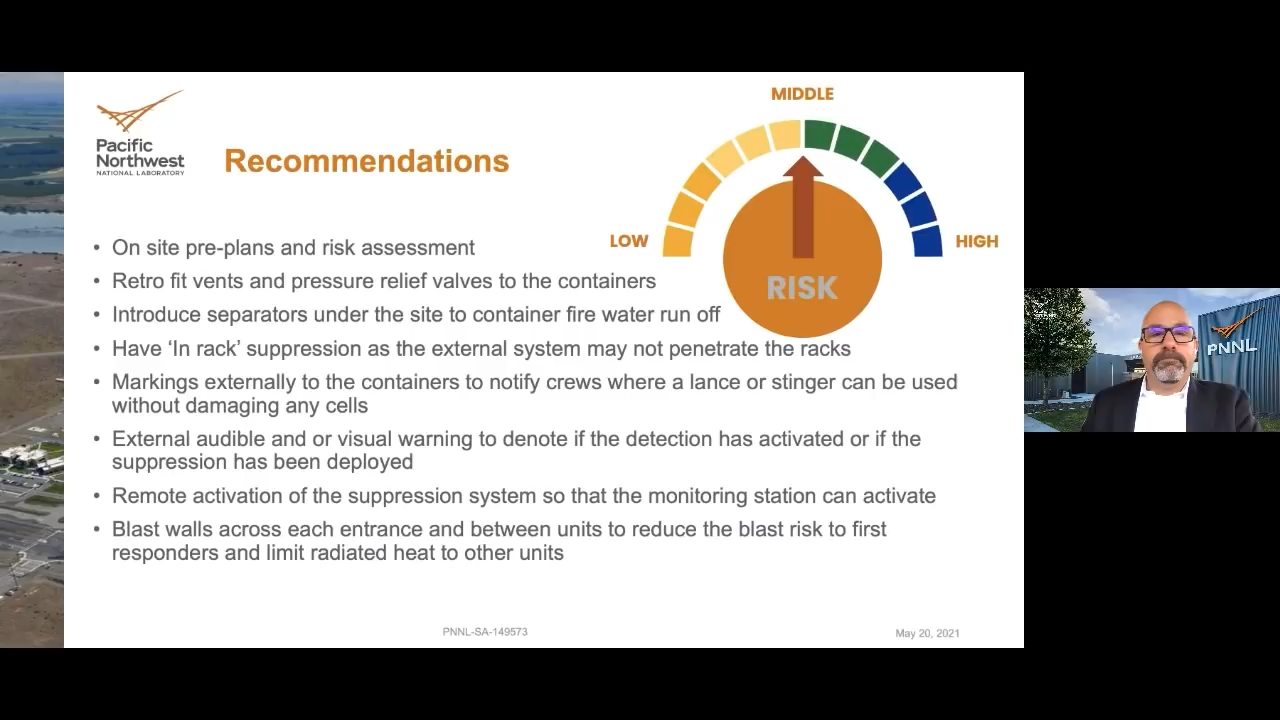 Pacific
Northwest
NATIONAL LABORATORY
Recommendations
MIDDLE
LOW
HIGH
RISK
• On site pre-plans and risk assessment
• Retro fit vents and pressure relief valves to the containers
• Introduce separators under the site to container fire water run off
• Have ‘In rack’ suppression as the external system may not penetrate the racks
• Markings externally to the containers to notify crews where a lance or stinger can be used
without damaging any cells
• External audible and or visual warning to denote if the detection has activated or if the
suppression has been deployed
• Remote activation of the suppression system so that the monitoring station can activate
• Blast walls across each entrance and between units to reduce the blast risk to first
responders and limit radiated heat to other units
PNNL-SA-149573
May 20, 2021
PNNL